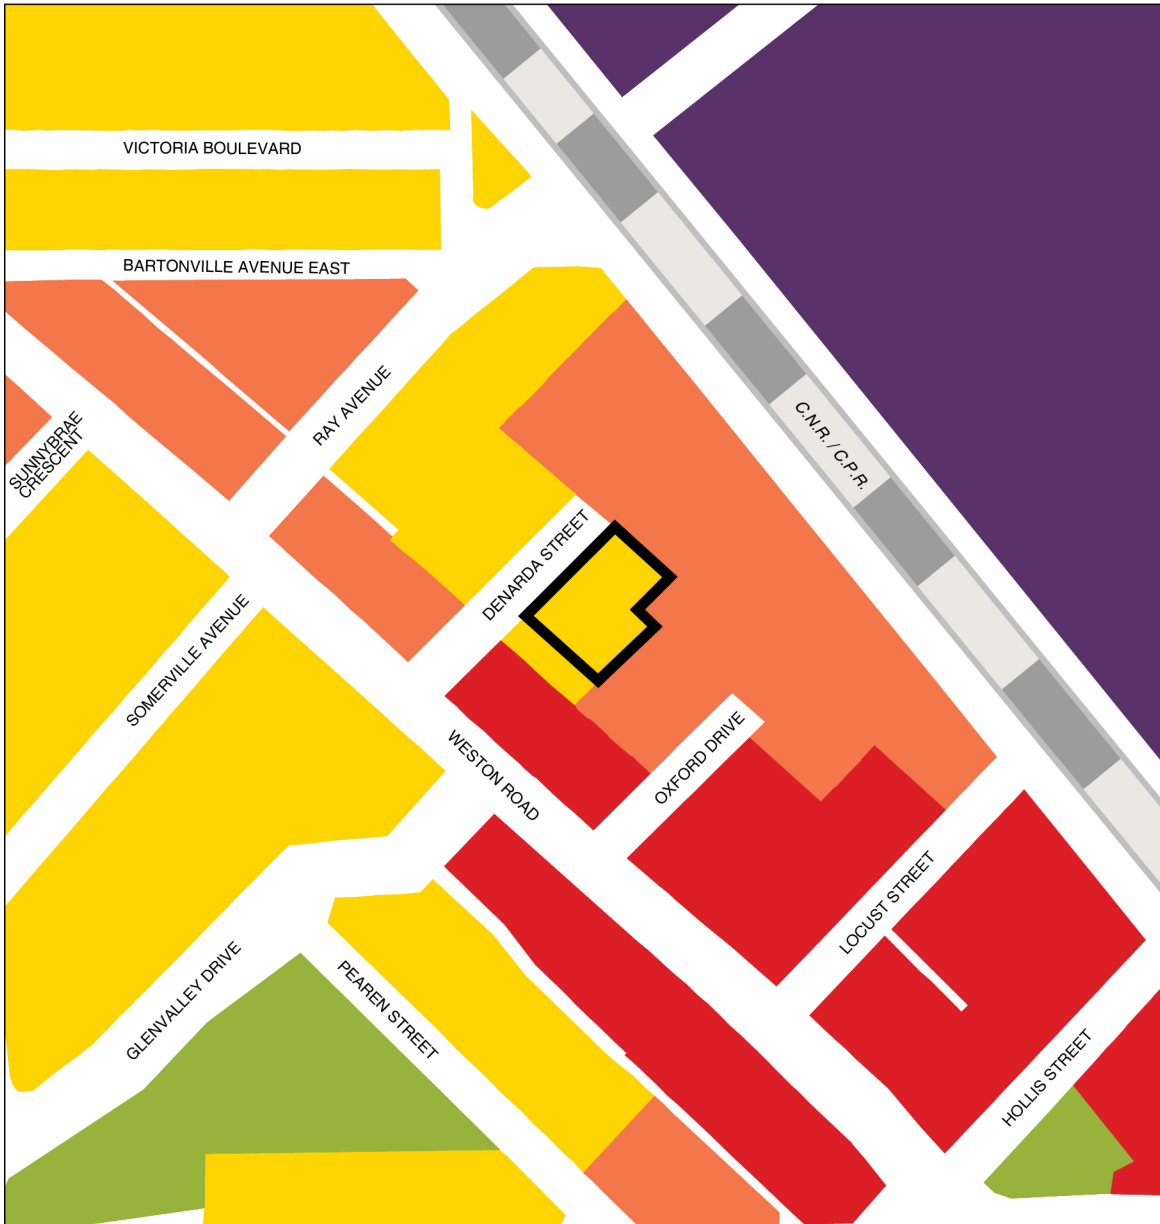 VICTORIA BOULEVARD
BARTONVILLE AVENUE EAST
RAY AVENUE
C.N.R. / C.P.R.
SUNNYBRAE
CRESCENT
DENARDA STREET
SOMERVILLE AVENUE
WESTON ROAD
OXFORD DRIVE
LOCUST STREET
GLENVALLEY DRIVE
PEAREN STREET
HOLLIS STREET